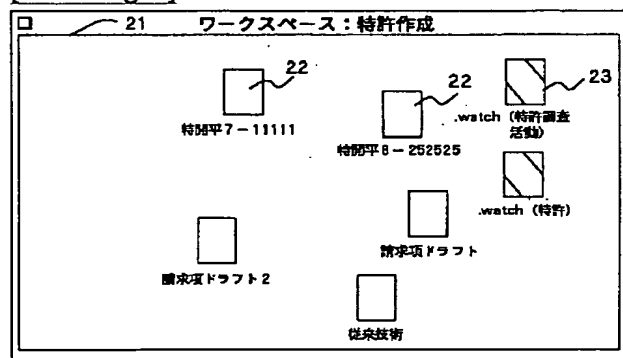 21
ワークスペース:特許作成
22
22
23
特開平7-11111
特開平8-252525
.watch (特許調査
活動)
.watch (特許)
請求項ドラフト2
請求項ドラフト
従来技術